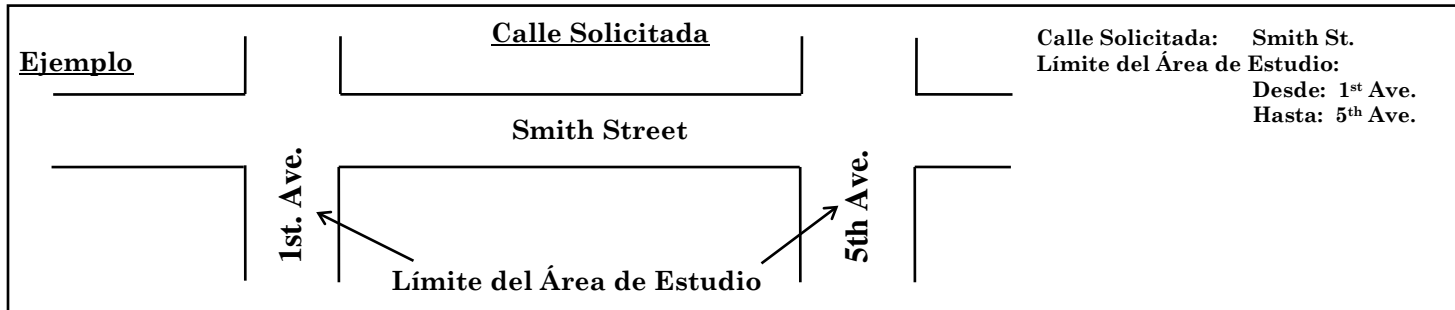 Ejemplo
Calle Solicitada
Smith Street
1st. Ave.
5th Ave.
Límite del Área de Estudio
Calle Solicitada: Smith St.
Límite del Área de Estudio:
Desde: 1st Ave.
Hasta: 5th Ave.